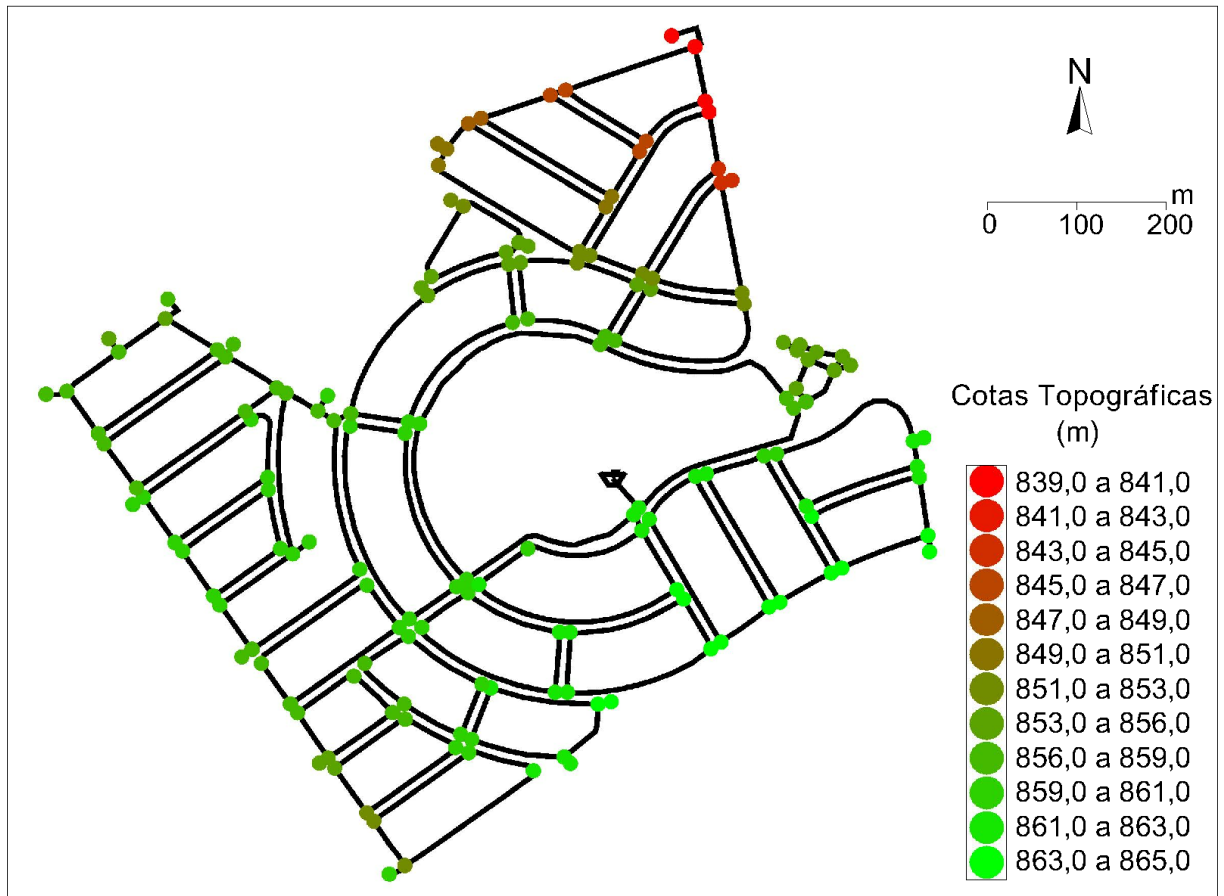 N
m
0 100 200
Cotas Topográficas
(m)
839,0 a 841,0
841,0 a 843,0
843,0 a 845,0
845,0 a 847,0
847,0 a 849,0
849,0 a 851,0
851,0 a 853,0
853,0 a 856,0
856,0 a 859,0
859,0 a 861,0
861,0 a 863,0
863,0 a 865,0